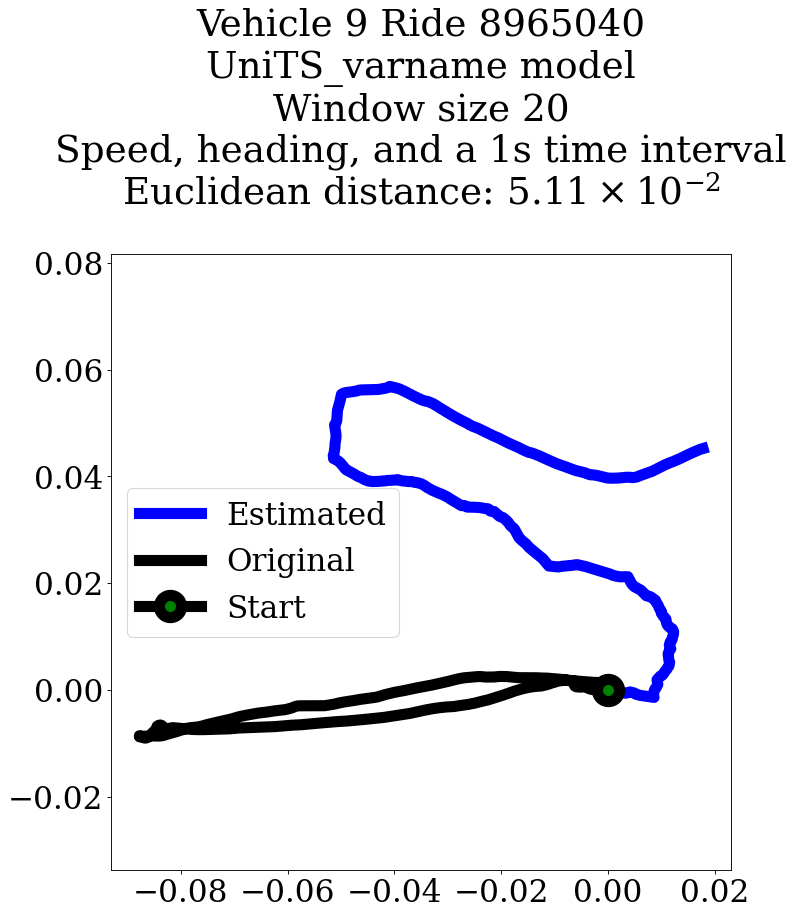 Vehicle 9 Ride 8965040
UniTS_varname model
Window size 20
Speed, heading, and a 1s time interval
Euclidean distance: 5.11 × 10⁻²
0.08
0.06
0.04
0.02
0.00
−0.02
Estimated
Original
Start
−0.08 −0.06 −0.04 −0.02 0.00 0.02